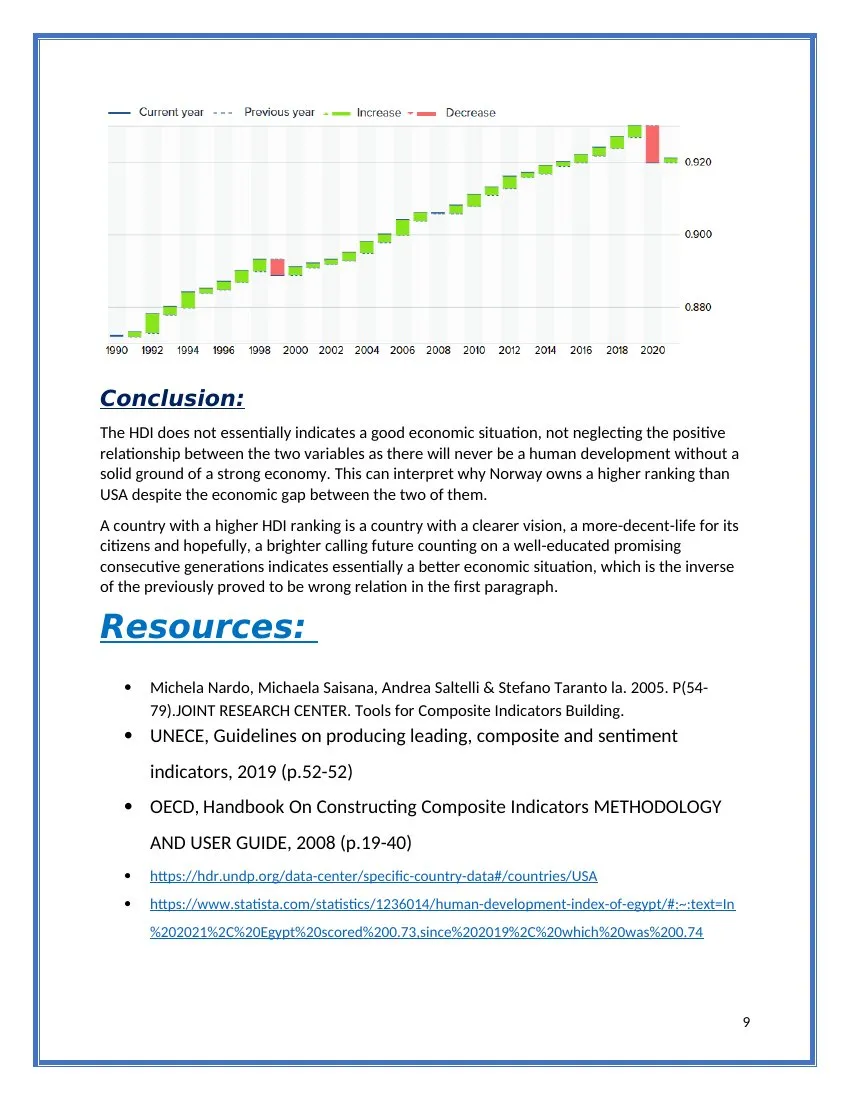 Current year Previous year Increase Decrease
0.920
0.900
0.880
1990 1992 1994 1996 1998 2000 2002 2004 2006 2008 2010 2012 2014 2016 2018 2020
Conclusion:
The HDI does not essentially indicates a good economic situation, not neglecting the positive
relationship between the two variables as there will never be a human development without a
solid ground of a strong economy. This can interpret why Norway owns a higher ranking than
USA despite the economic gap between the two of them.
A country with a higher HDI ranking is a country with a clearer vision, a more-decent-life for its
citizens and hopefully, a brighter calling future counting on a well-educated promising
consecutive generations indicates essentially a better economic situation, which is the inverse
of the previously proved to be wrong relation in the first paragraph.
Resources:
• Michela Nardo, Michaela Saisana, Andrea Saltelli & Stefano Taranto la. 2005. P(54-
79).JOINT RESEARCH CENTER. Tools for Composite Indicators Building.
• UNECE, Guidelines on producing leading, composite and sentiment
indicators, 2019 (p.52-52)
• OECD, Handbook On Constructing Composite Indicators METHODOLOGY
AND USER GUIDE, 2008 (p.19-40)
• https://hdr.undp.org/data-center/specific-country-data#/countries/USA
• https://www.statista.com/statistics/1236014/human-development-index-of-egypt/#:~:text=In
%202021%2C%20Egypt%20scored%200.73,since%202019%2C%20which%20was%200.74
9